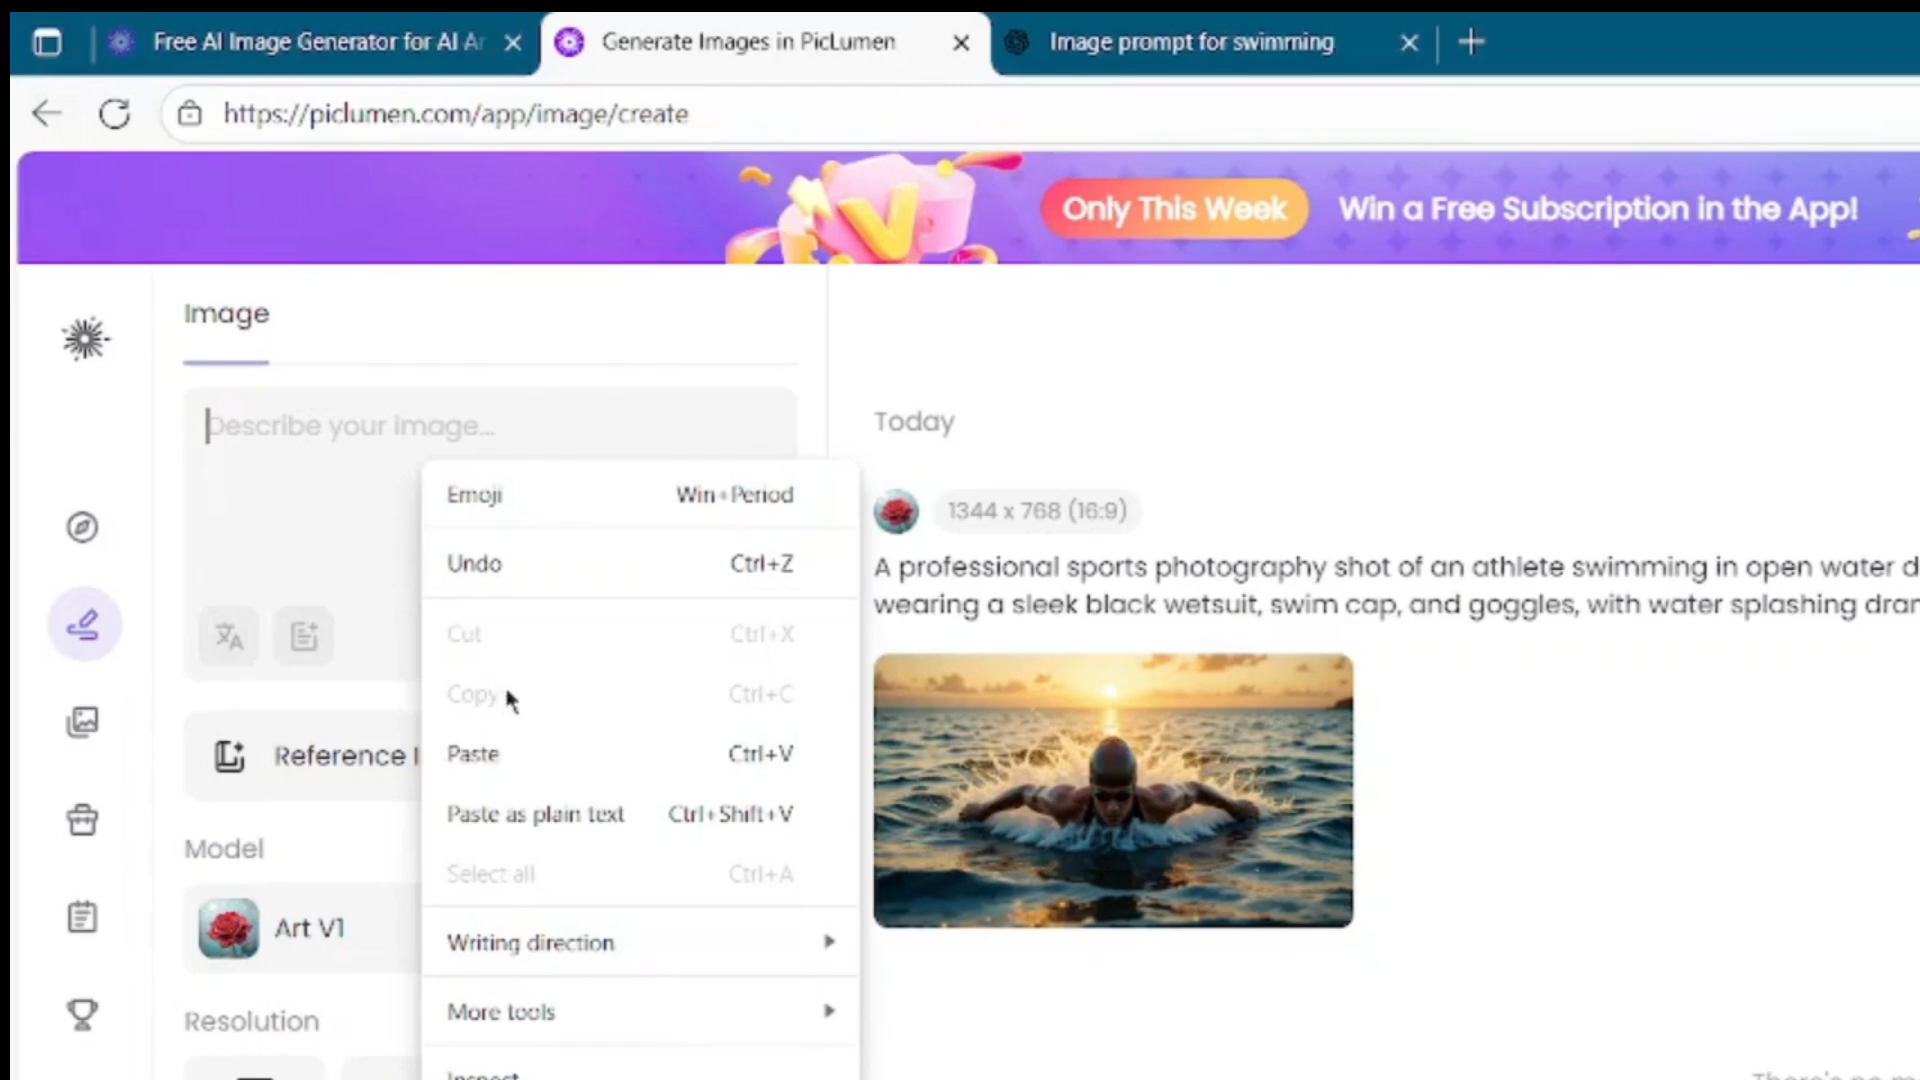 Free AI Image Generator for AI Ar
Generate Images in PicLumen
Image prompt for swimming
https://piclumen.com/app/image/create
Only This Week
Win a Free Subscription in the App!
Image
Describe your image...
Today
Emoji Win+Period
1344 x 768 (16:9)
Undo Ctrl+Z
A professional sports photography shot of an athlete swimming in open water d
wearing a sleek black wetsuit, swim cap, and goggles, with water splashing dran
Cut Ctrl+X
Copy Ctrl+C
Reference I
Paste Ctrl+V
Paste as plain text Ctrl+Shift+V
Model
Select all Ctrl+A
Art V1
Writing direction
More tools
Resolution
Inspect